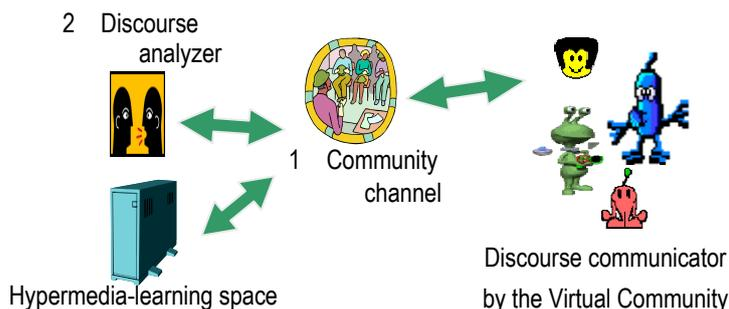 2 Discourse
analyzer
1 Community
channel
Hypermedia-learning space
Discourse communicator
by the Virtual Community